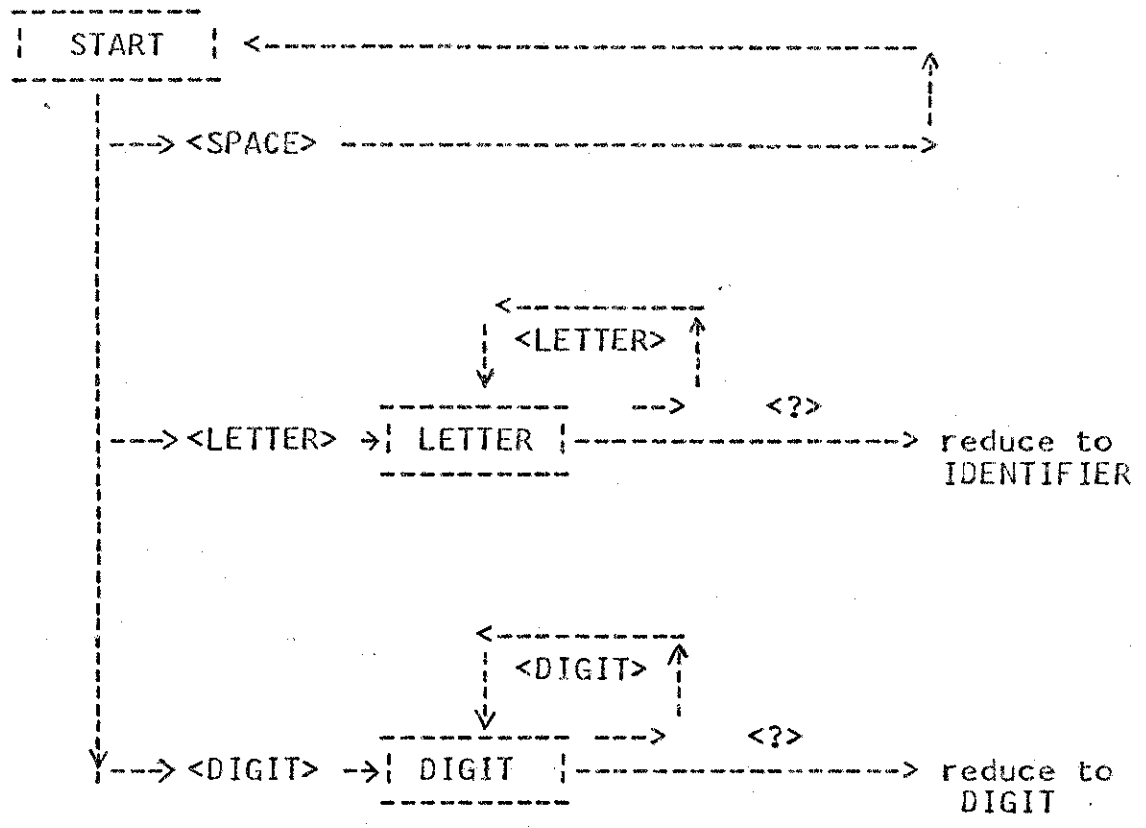 START
<SPACE>
<LETTER>
<?>
<LETTER> LETTER reduce to
IDENTIFIER
<DIGIT>
<?>
<DIGIT> DIGIT reduce to
DIGIT